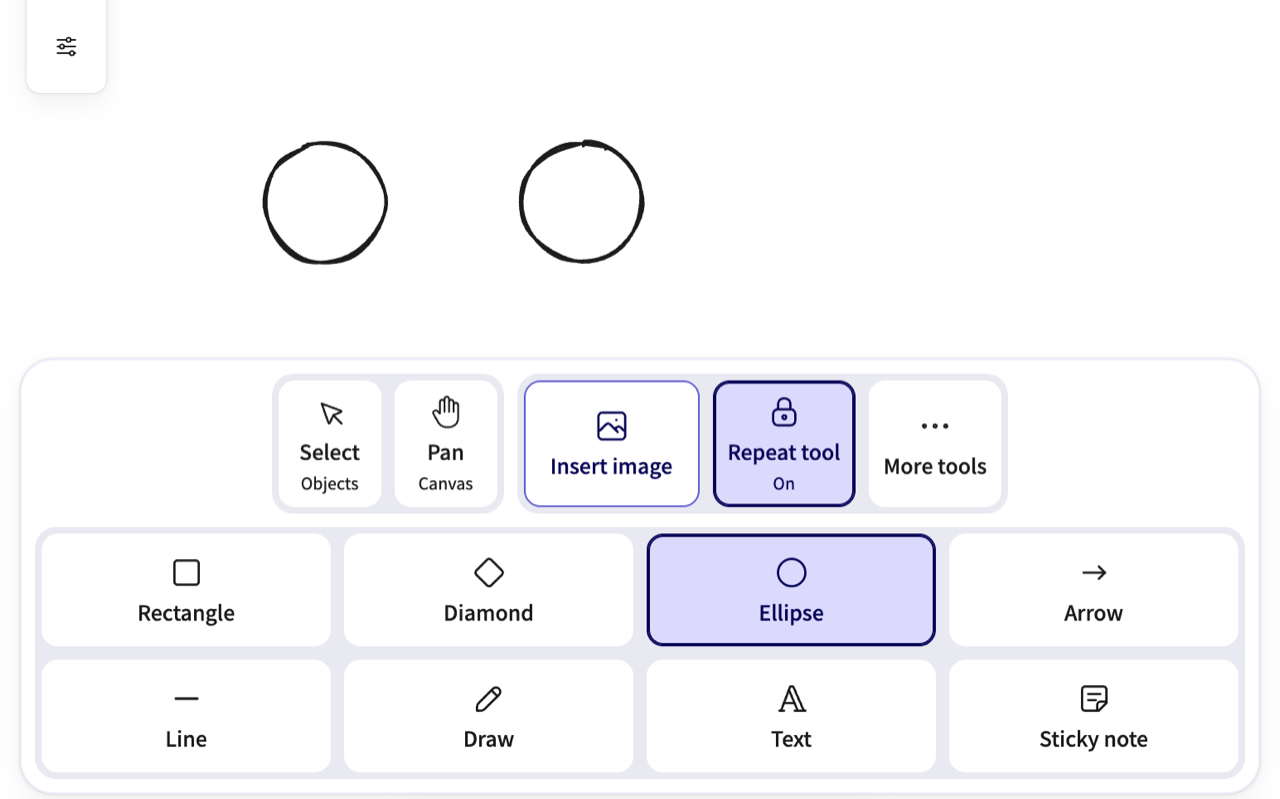 Select
Objects
Pan
Canvas
Insert image
Repeat tool
On
More tools
Rectangle
Diamond
Ellipse
Arrow
Line
Draw
Text
Sticky note